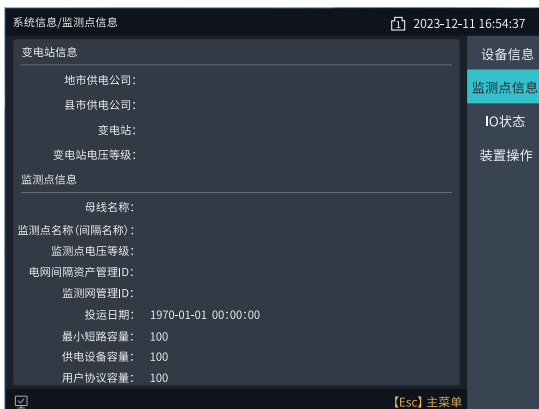 系统信息/监测点信息
1 2023-12-11 16:54:37
变电站信息
地市供电公司：
县市供电公司：
变电站：
变电站电压等级：
监测点信息
母线名称：
监测点名称(间隔名称)：
监测点电压等级：
电网间隔资产管理ID：
监测网管理ID：
投运日期： 1970-01-01 00:00:00
最小短路容量： 100
供电设备容量： 100
用户协议容量： 100
设备信息
监测点信息
IO状态
装置操作
【Esc】主菜单